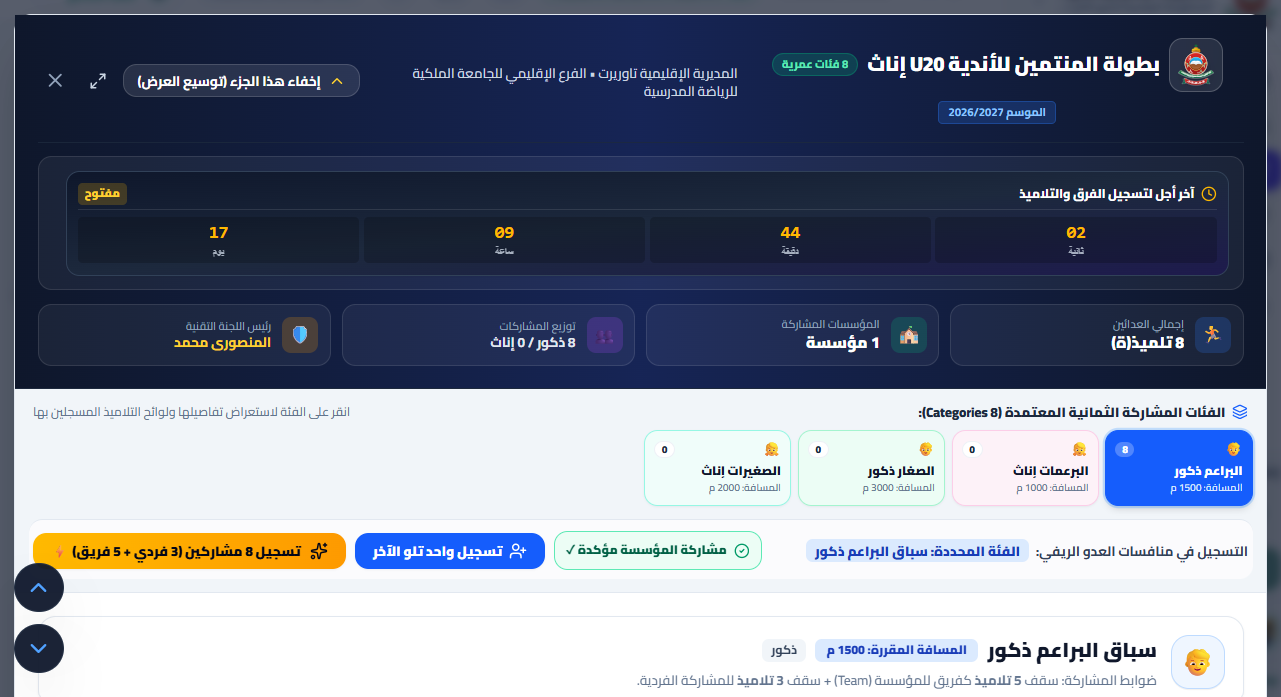 بطولة المنتمين للأندية U20 إناث
8 فئات عمرية
الموسم 2026/2027
المديرية الإقليمية تاوريرت • الفرع الإقليمي للجامعة الملكية
للرياضة المدرسية
إخفاء هذا الجزء (توسيع العرض)
آخر أجل لتسجيل الفرق والتلاميذ
مفتوح
02
ثانية
44
دقيقة
09
ساعة
17
يوم
إجمالي العدائين
8 تلميذ(ة)
المؤسسات المشاركة
1 مؤسسة
توزيع المشاركات
8 ذكور / 0 إناث
رئيس اللجنة التقنية
المنصوري محمد
الفئات المشاركة الثمانية المعتمدة (8 Categories):
انقر على الفئة لاستعراض تفاصيلها ولوائح التلاميذ المسجلين بها
8
البراعم ذكور
المسافة: 1500 م
0
البرعمات إناث
المسافة: 1000 م
0
الصغار ذكور
المسافة: 3000 م
0
الصغيرات إناث
المسافة: 2000 م
التسجيل في منافسات العدو الريفي:
الفئة المحددة: سباق البراعم ذكور
مشاركة المؤسسة مؤكدة ✓
تسجيل واحد تلو الآخر
تسجيل 8 مشاركين (3 فردي + 5 فريق)
سباق البراعم ذكور
المسافة المقررة: 1500 م
ذكور
ضوابط المشاركة: سقف 5 تلاميذ كفريق للمؤسسة (Team) + سقف 3 تلاميذ للمشاركة الفردية.